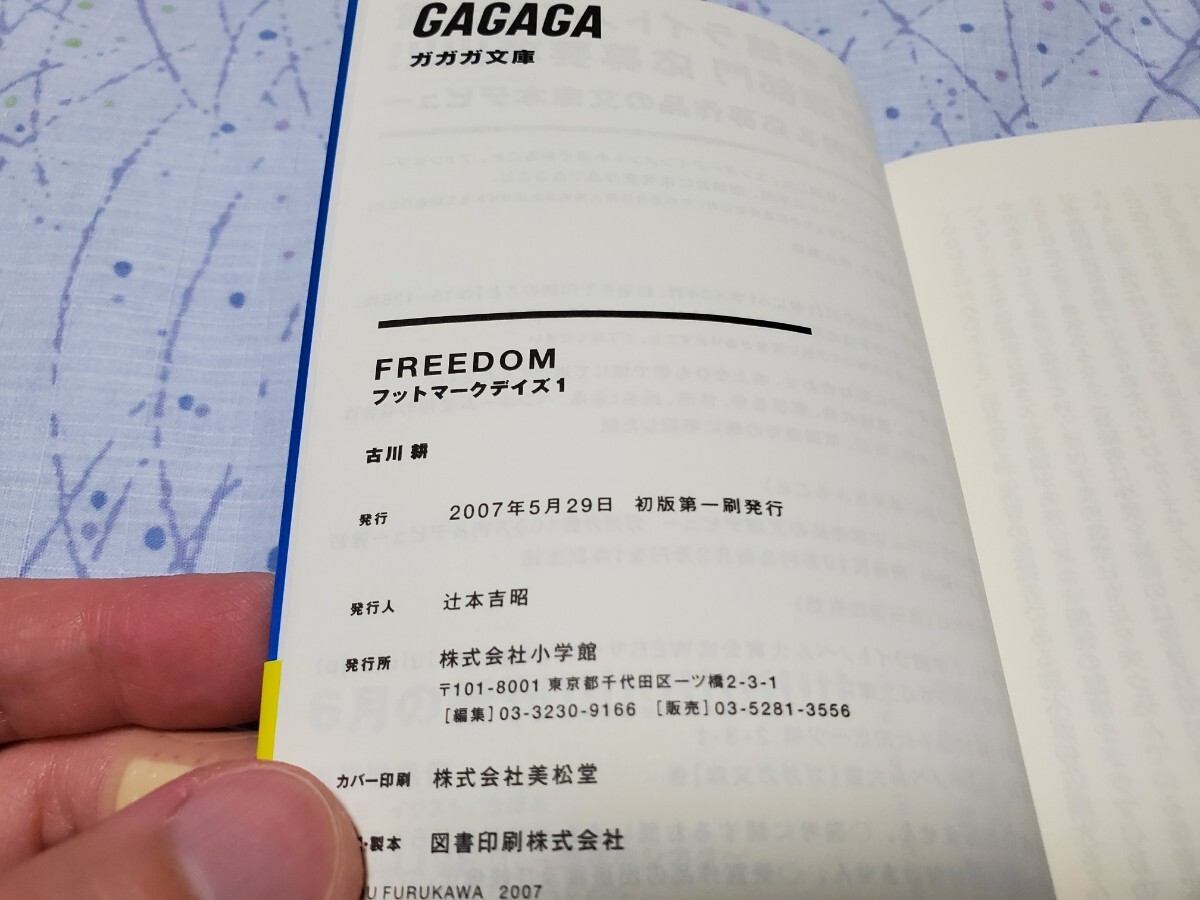 GAGAGA
ガガガ文庫
FREEDOM
フットマークデイズ1
古川 耕
発行 2007年5月29日 初版第一刷発行
発行人 辻本吉昭
発行所 株式会社小学館
〒101-8001 東京都千代田区一ツ橋2-3-1
[編集]03-3230-9166 [販売]03-5281-3556
カバー印刷 株式会社美松堂
・製本 図書印刷株式会社
U FURUKAWA 2007